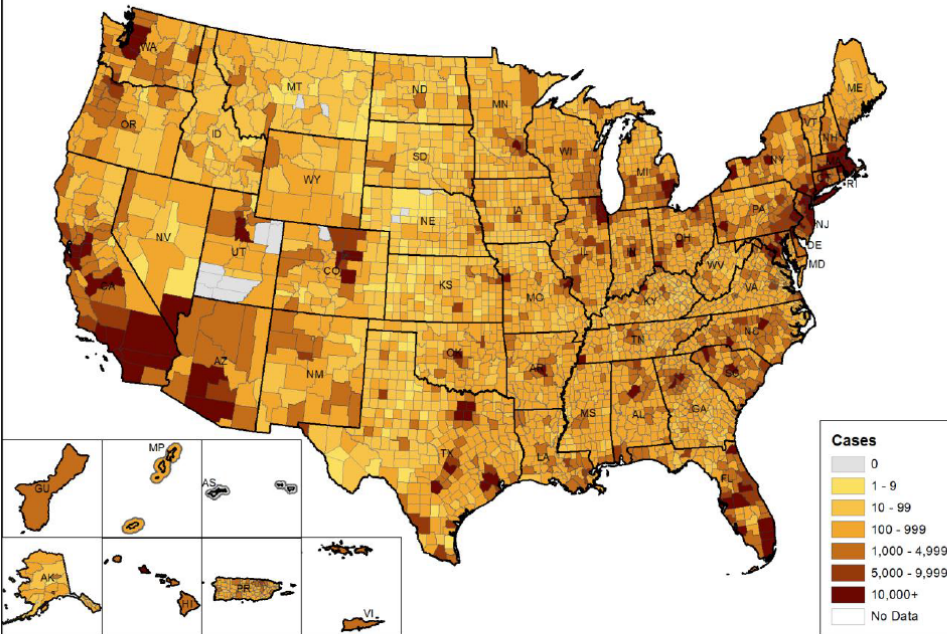 WA
MT
ND
MN
ME
OR
ID
SD
WI
MI
VT
NH
NY
MA
RI
WY
IA
NE
PA
NJ
NV
UT
CO
IL
IN
OH
DE
MD
WV
VA
CA
KS
MO
KY
AZ
NM
OK
AR
TN
NC
SC
MS
AL
GA
TX
LA
FL
GU
MP
AS
AK
HI
PR
VI
Cases
0
1 - 9
10 - 99
100 - 999
1,000 - 4,999
5,000 - 9,999
10,000+
No Data